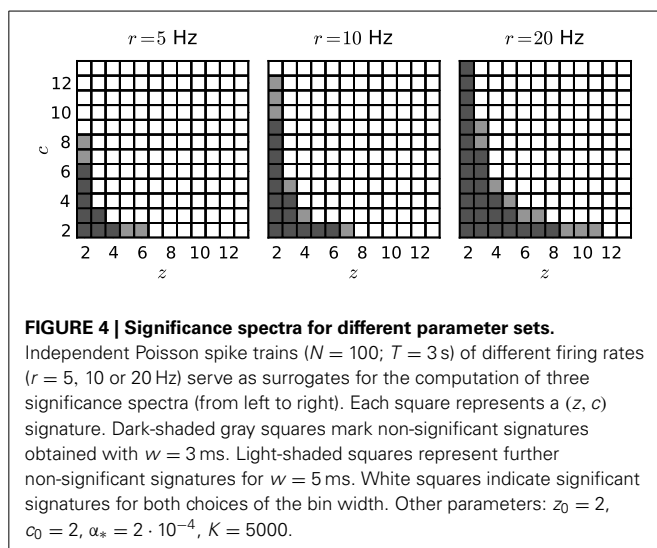 r=5 Hz
r=10 Hz
r=20 Hz
c
12
10
8
6
4
2
2 4 6 8 10 12
2 4 6 8 10 12
2 4 6 8 10 12
z
z
z
FIGURE 4 | Significance spectra for different parameter sets.
Independent Poisson spike trains (N = 100; T = 3 s) of different firing rates
(r = 5, 10 or 20 Hz) serve as surrogates for the computation of three
significance spectra (from left to right). Each square represents a (z, c)
signature. Dark-shaded gray squares mark non-significant signatures
obtained with w = 3 ms. Light-shaded squares represent further
non-significant signatures for w = 5 ms. White squares indicate significant
signatures for both choices of the bin width. Other parameters: z₀ = 2,
c₀ = 2, α* = 2 · 10⁻⁴, K = 5000.